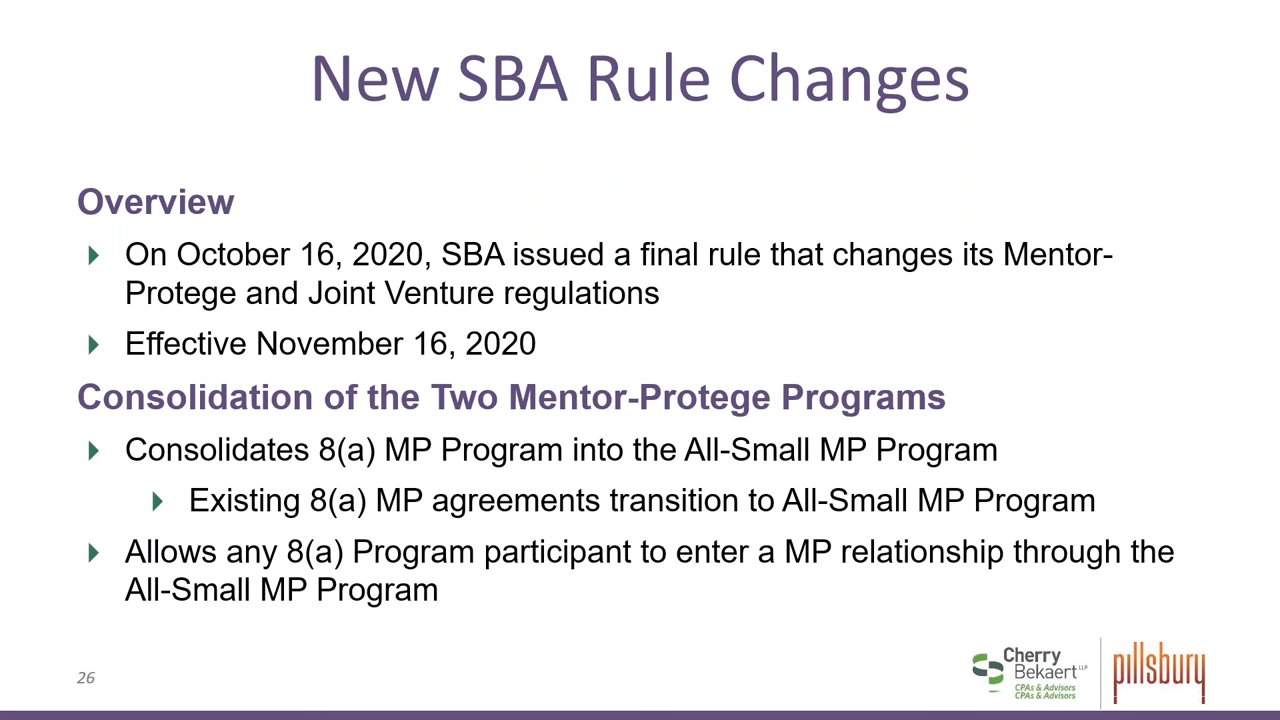 New SBA Rule Changes
Overview
On October 16, 2020, SBA issued a final rule that changes its Mentor-
Protege and Joint Venture regulations
Effective November 16, 2020
Consolidation of the Two Mentor-Protege Programs
Consolidates 8(a) MP Program into the All-Small MP Program
Existing 8(a) MP agreements transition to All-Small MP Program
Allows any 8(a) Program participant to enter a MP relationship through the
All-Small MP Program
26
Cherry
Bekaert LLP
CPAs & Advisors
CPAs & Advisors
pillsbury